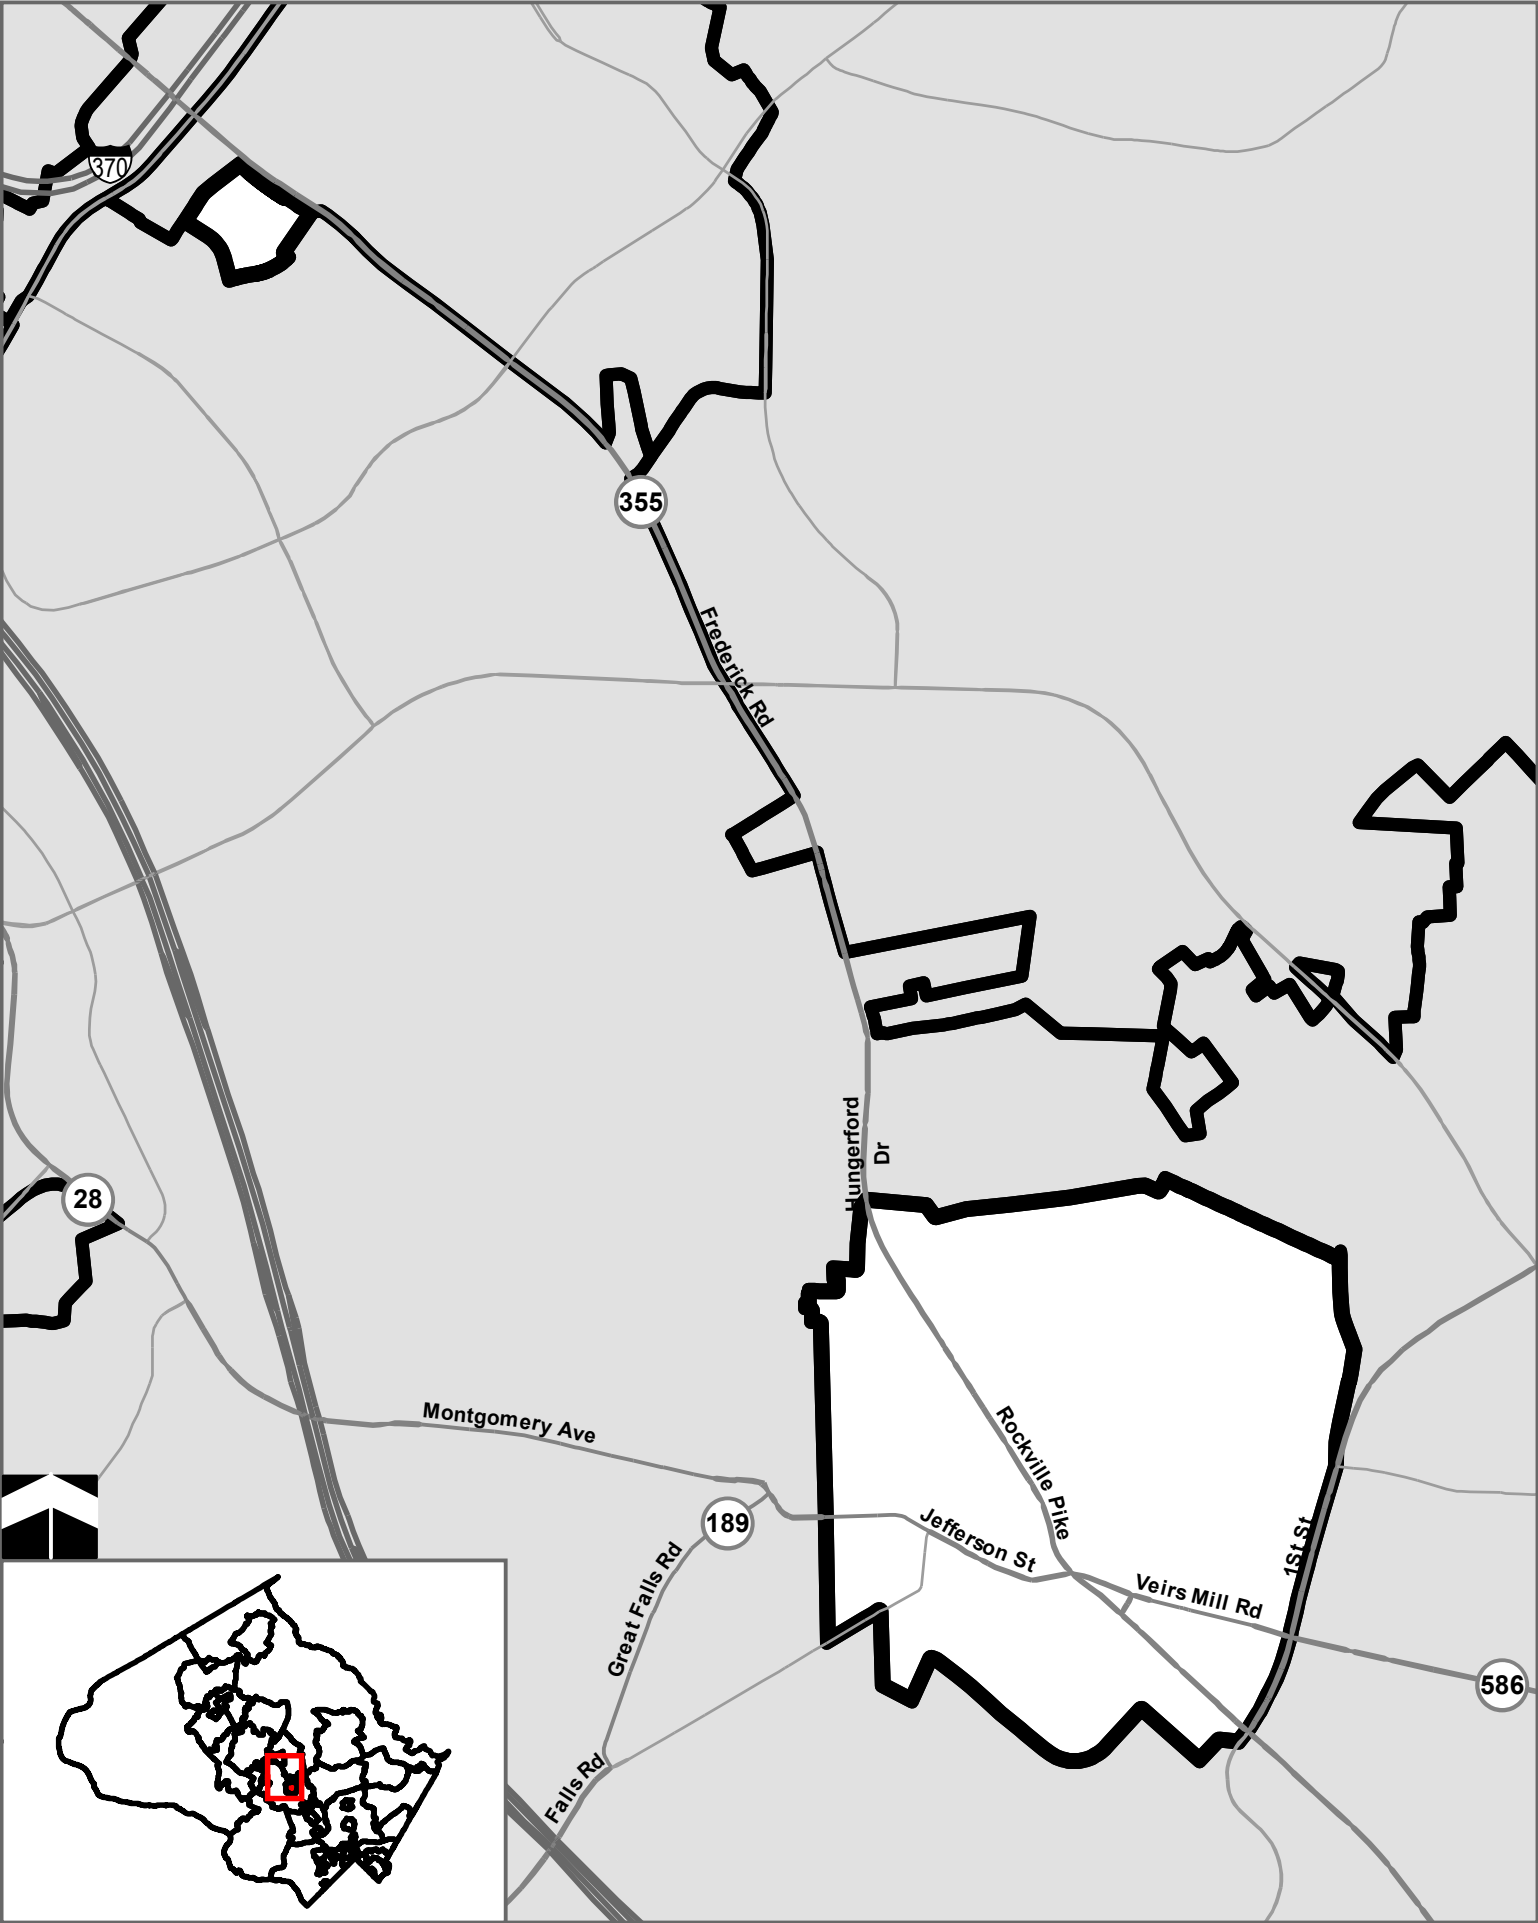 370
355
Frederick Rd
Hungerford
Dr
28
Montgomery Ave
Rockville Pike
189
Jefferson St
1St St
Great Falls Rd
Veirs Mill Rd
586
Falls Rd